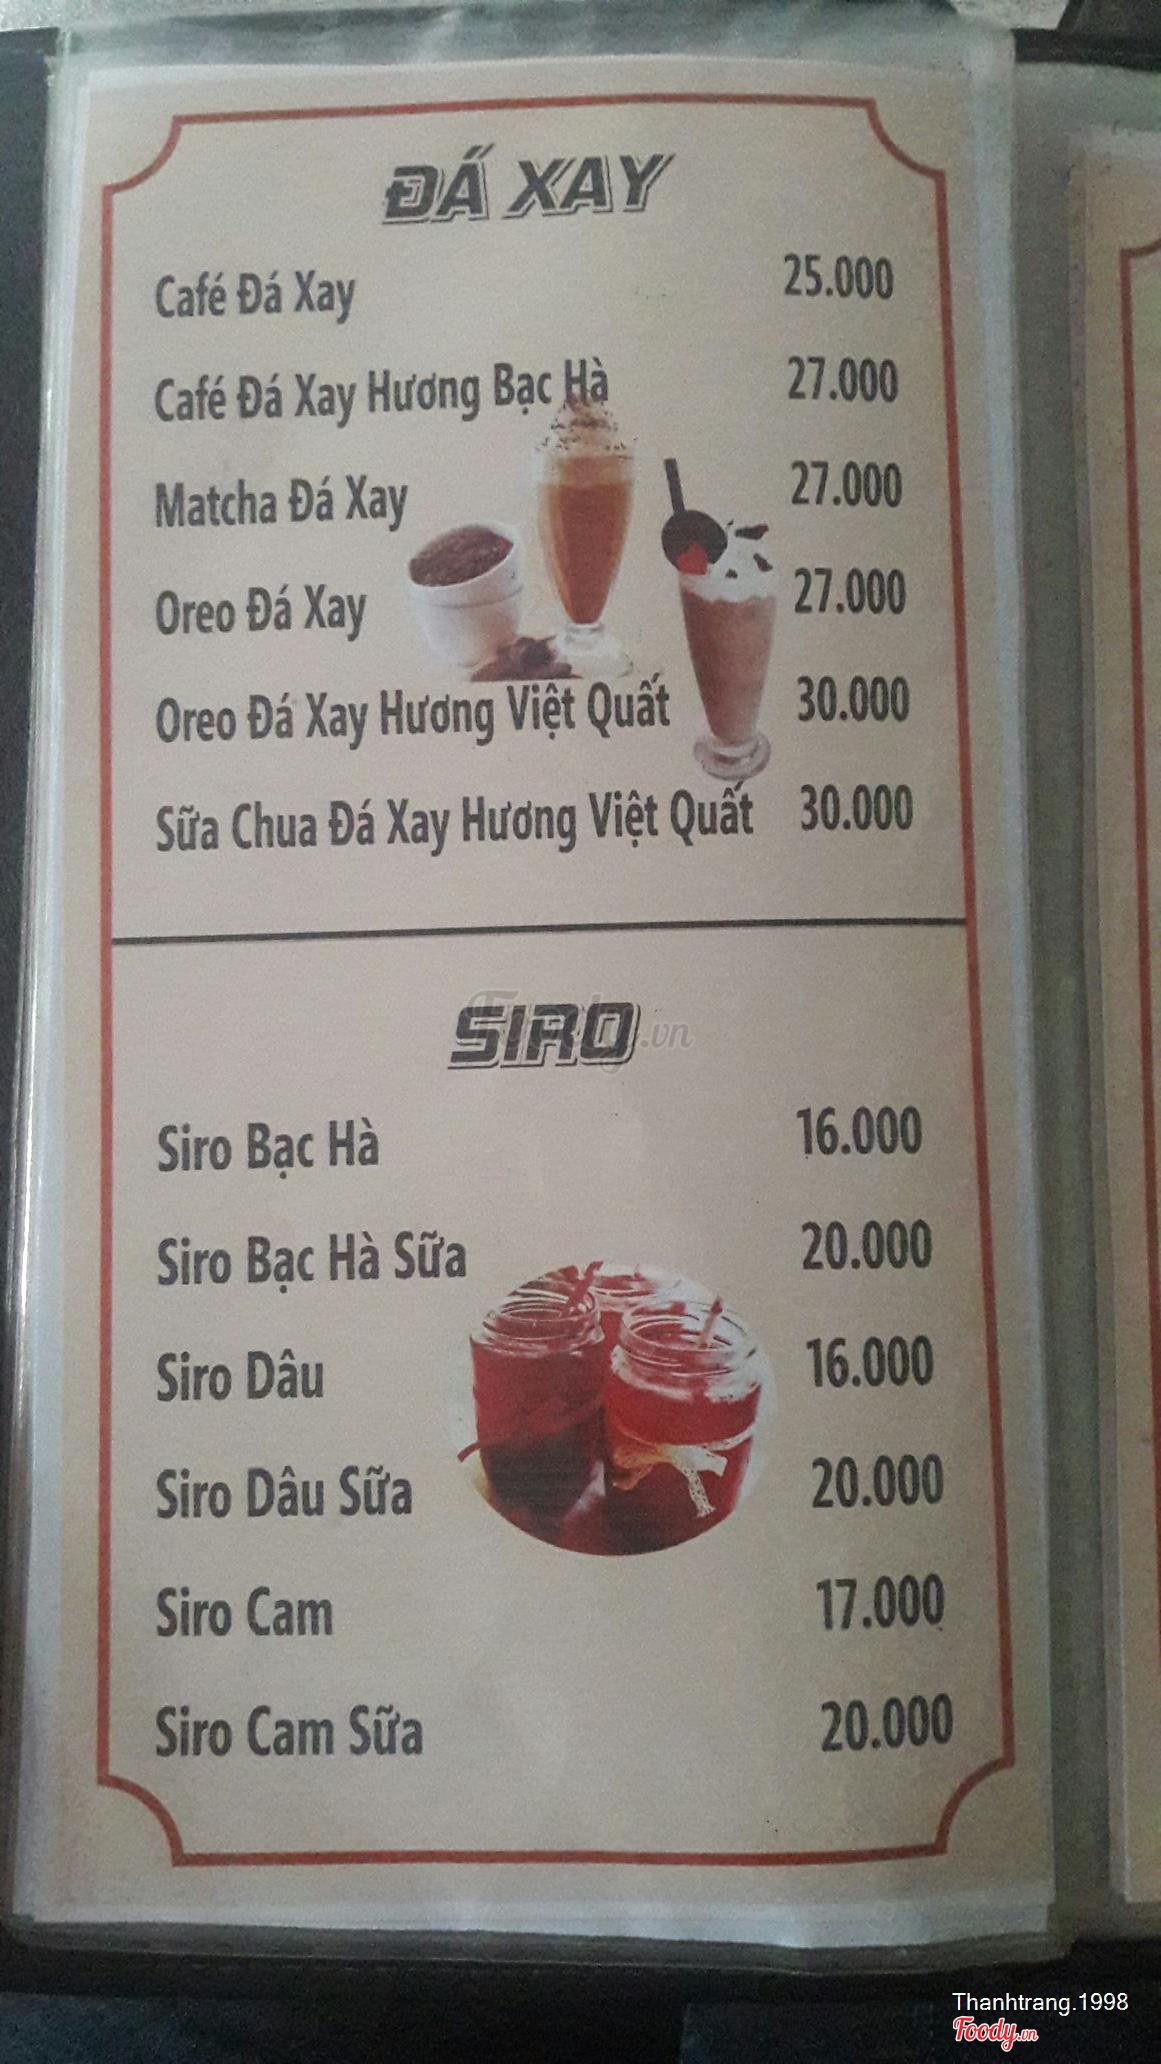 ĐÁ XAY
Café Đá Xay 25.000
Café Đá Xay Hương Bạc Hà 27.000
Matcha Đá Xay 27.000
Oreo Đá Xay 27.000
Oreo Đá Xay Hương Việt Quất 30.000
Sữa Chua Đá Xay Hương Việt Quất 30.000
SIRO
Foody.vn
Siro Bạc Hà 16.000
Siro Bạc Hà Sữa 20.000
Siro Dâu 16.000
Siro Dâu Sữa 20.000
Siro Cam 17.000
Siro Cam Sữa 20.000
Thanhtrang.1998
Foody.vn